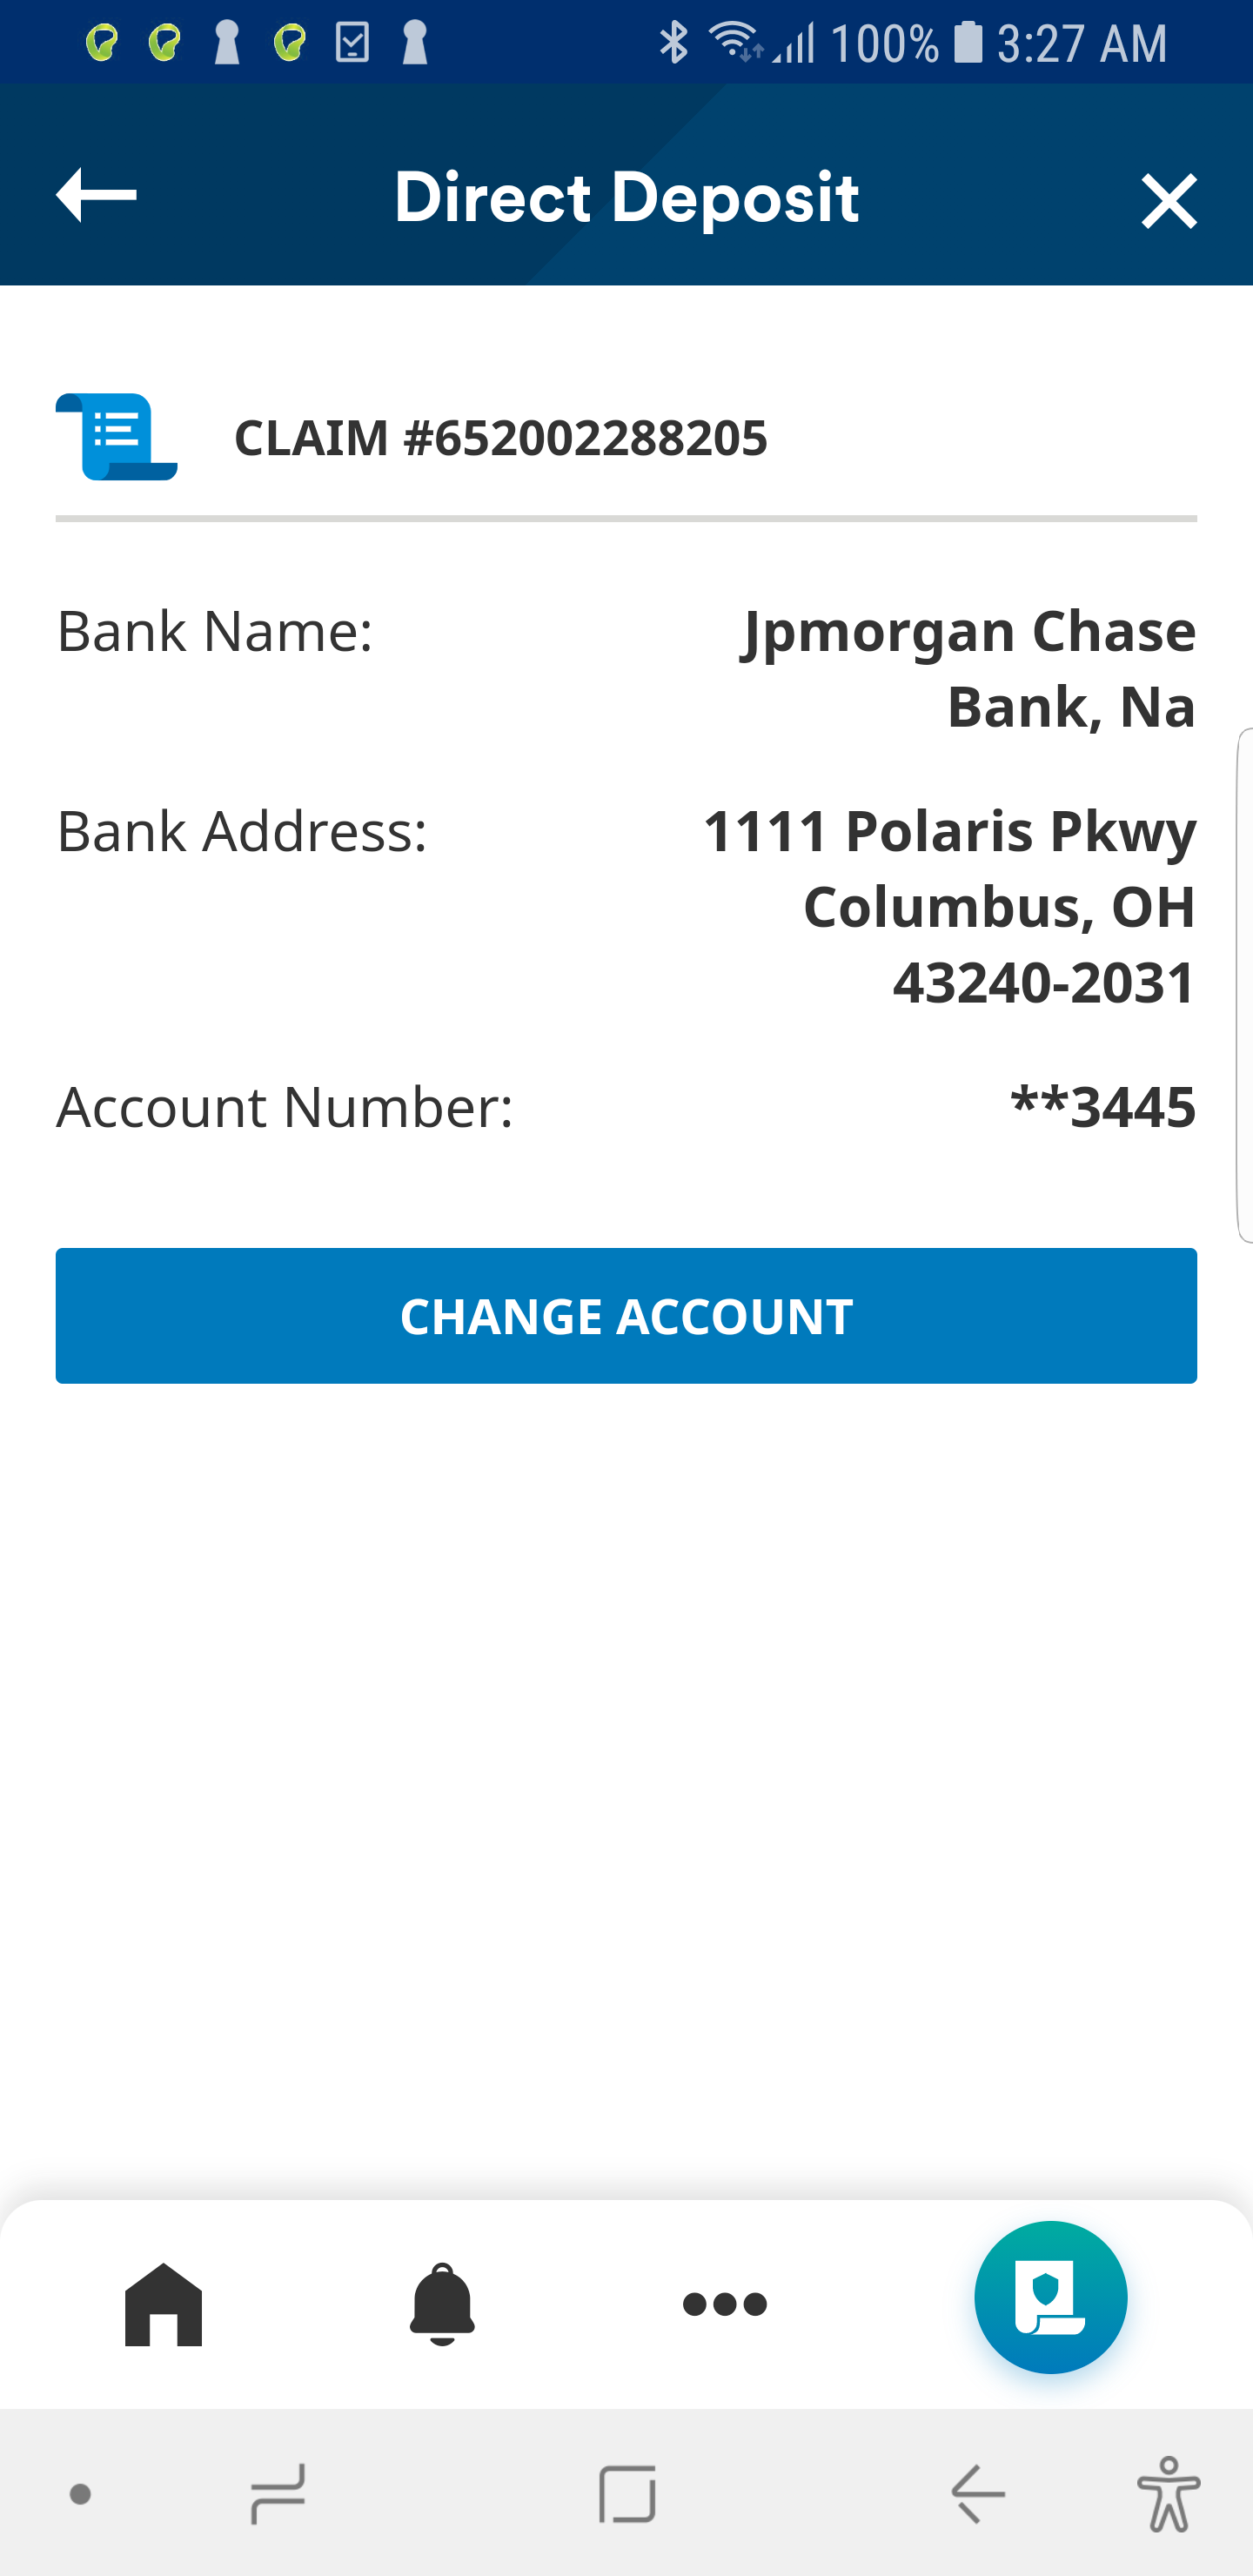 100% 3:27 AM
Direct Deposit
CLAIM #652002288205
Bank Name: Jpmorgan Chase
Bank, Na
Bank Address: 1111 Polaris Pkwy
Columbus, OH
43240-2031
Account Number: **3445
CHANGE ACCOUNT